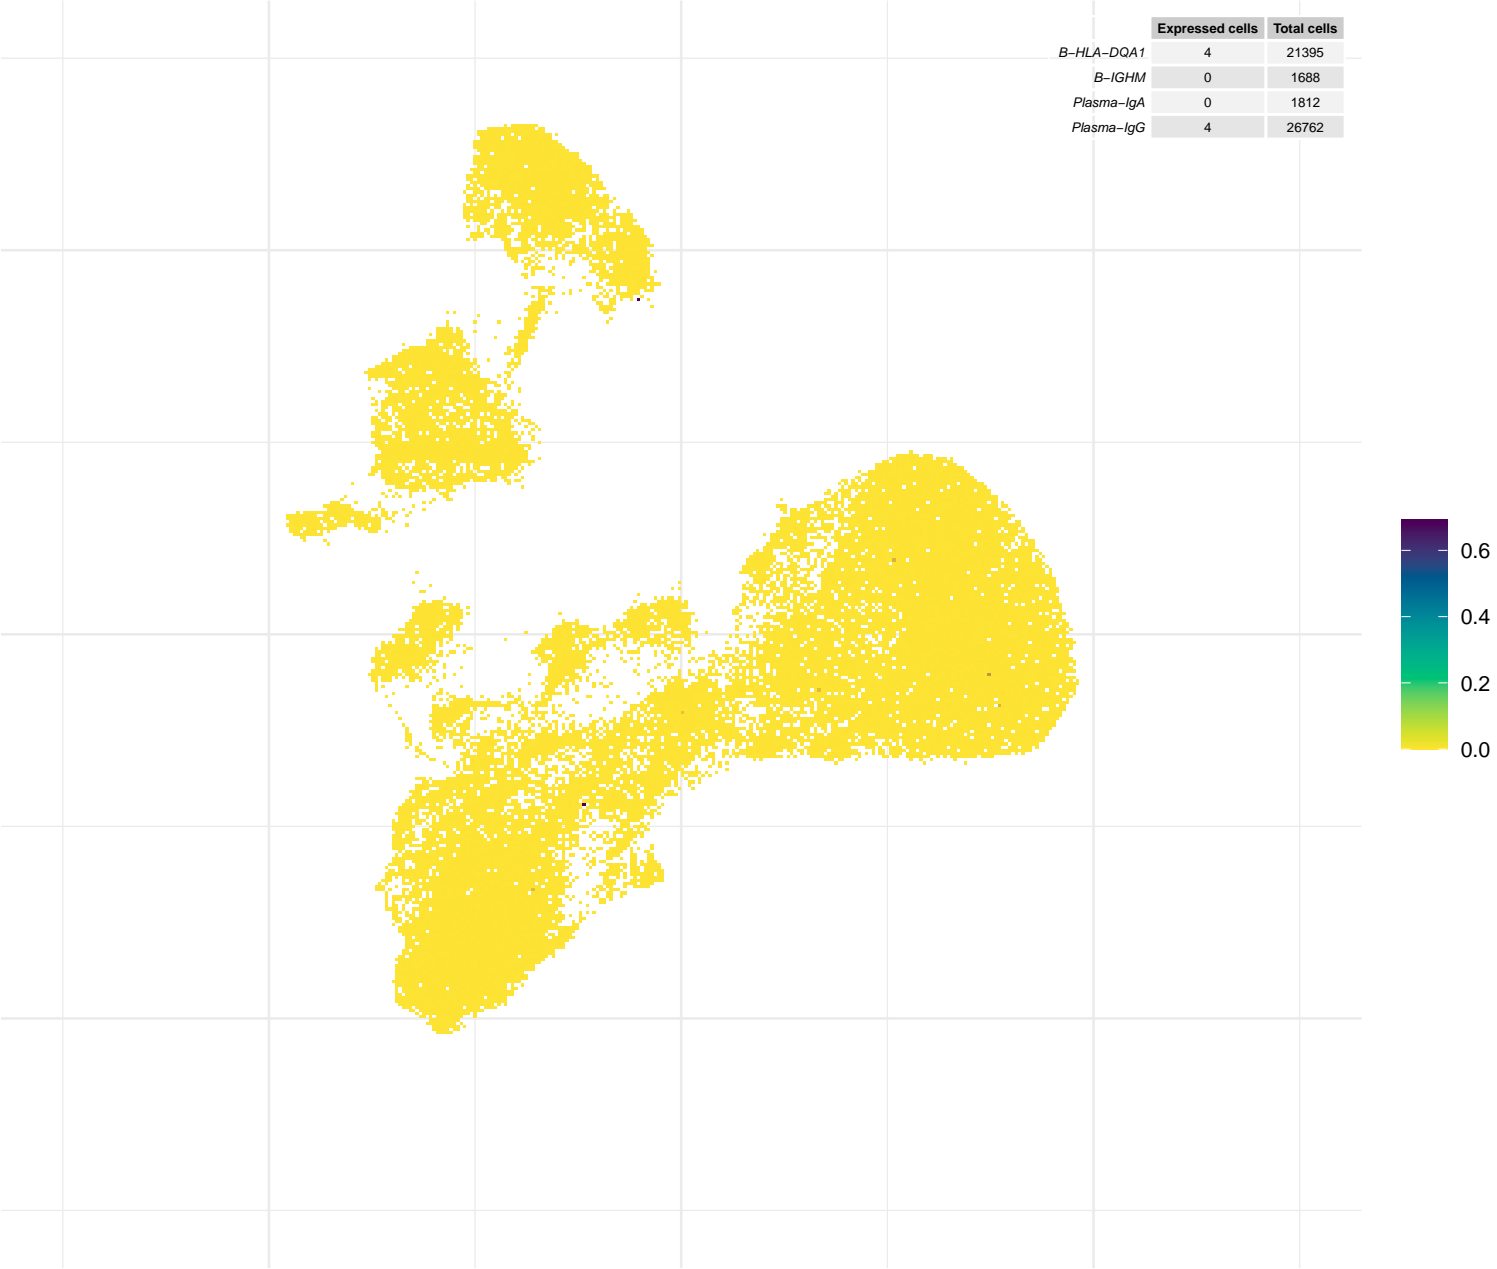 Expressed cells Total cells
B−HLA−DQA1 4 21395
B−IGHM 0 1688
Plasma−IgA 0 1812
Plasma−IgG 4 26762
0.6
0.4
0.2
0.0